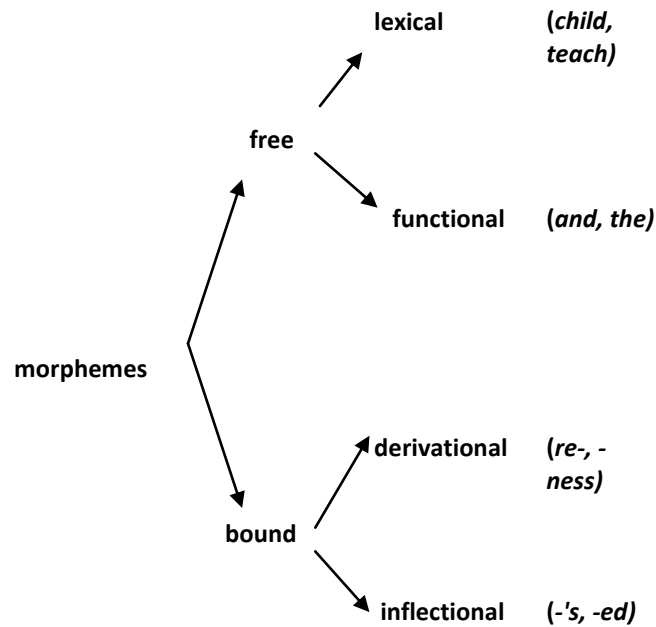 lexical (child,
teach)
free
functional (and, the)
morphemes
derivational (re-, -
ness)
bound
inflectional (-'s, -ed)